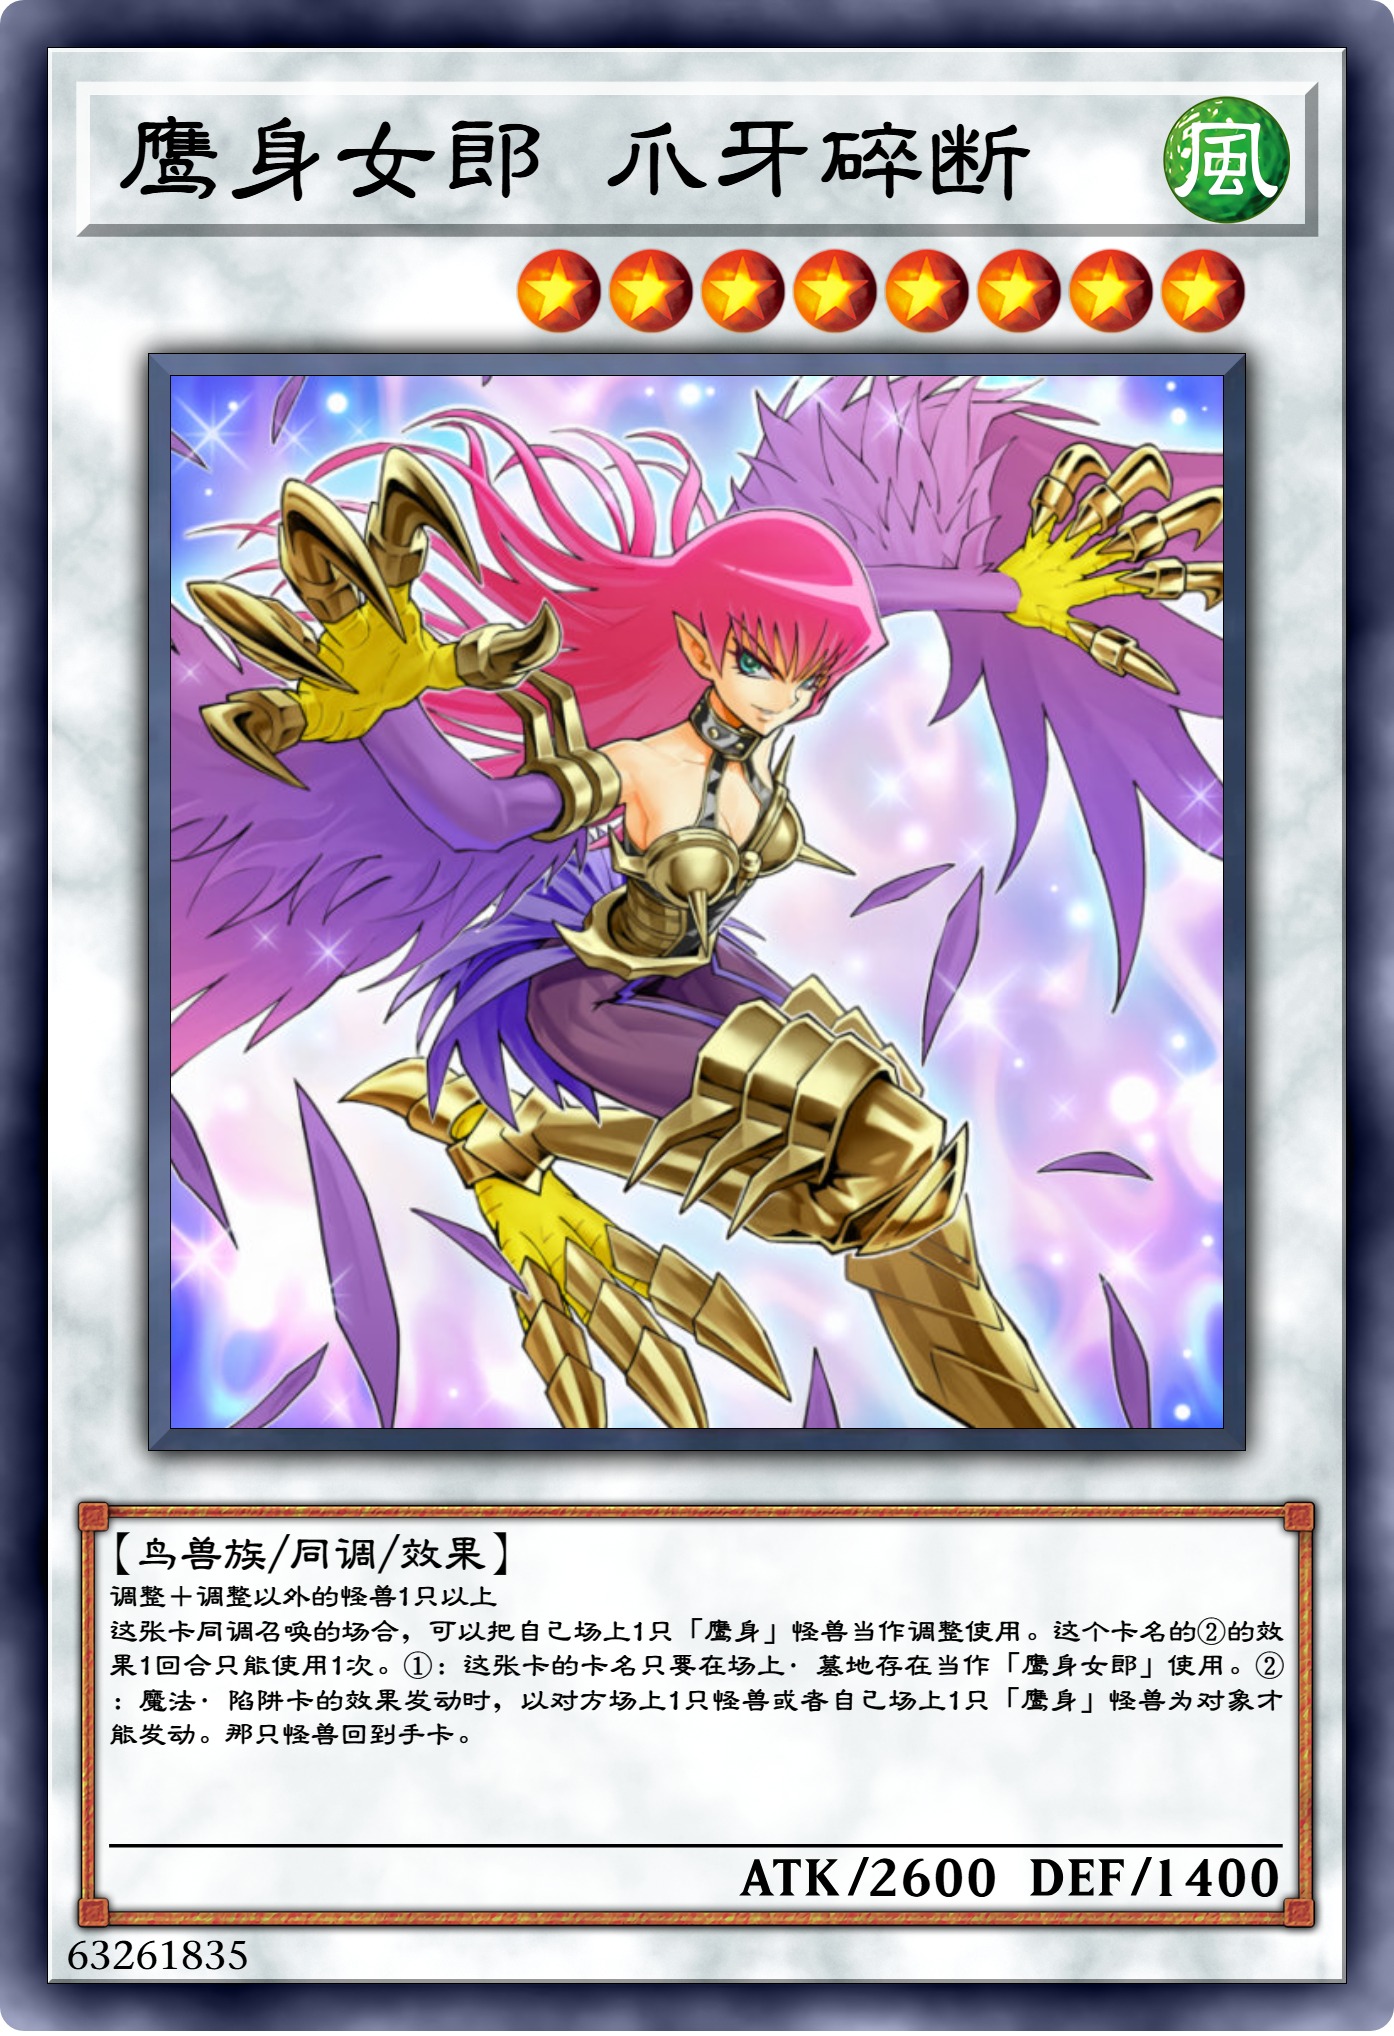 鹰身女郎 爪牙碎断
風
【鸟兽族/同调/效果】
调整＋调整以外的怪兽1只以上
这张卡同调召唤的场合，可以把自己场上1只「鹰身」怪兽当作调整使用。这个卡名的②的效
果1回合只能使用1次。①：这张卡的卡名只要在场上·墓地存在当作「鹰身女郎」使用。②
：魔法·陷阱卡的效果发动时，以对方场上1只怪兽或者自己场上1只「鹰身」怪兽为对象才
能发动。那只怪兽回到手卡。
ATK/2600 DEF/1400
63261835